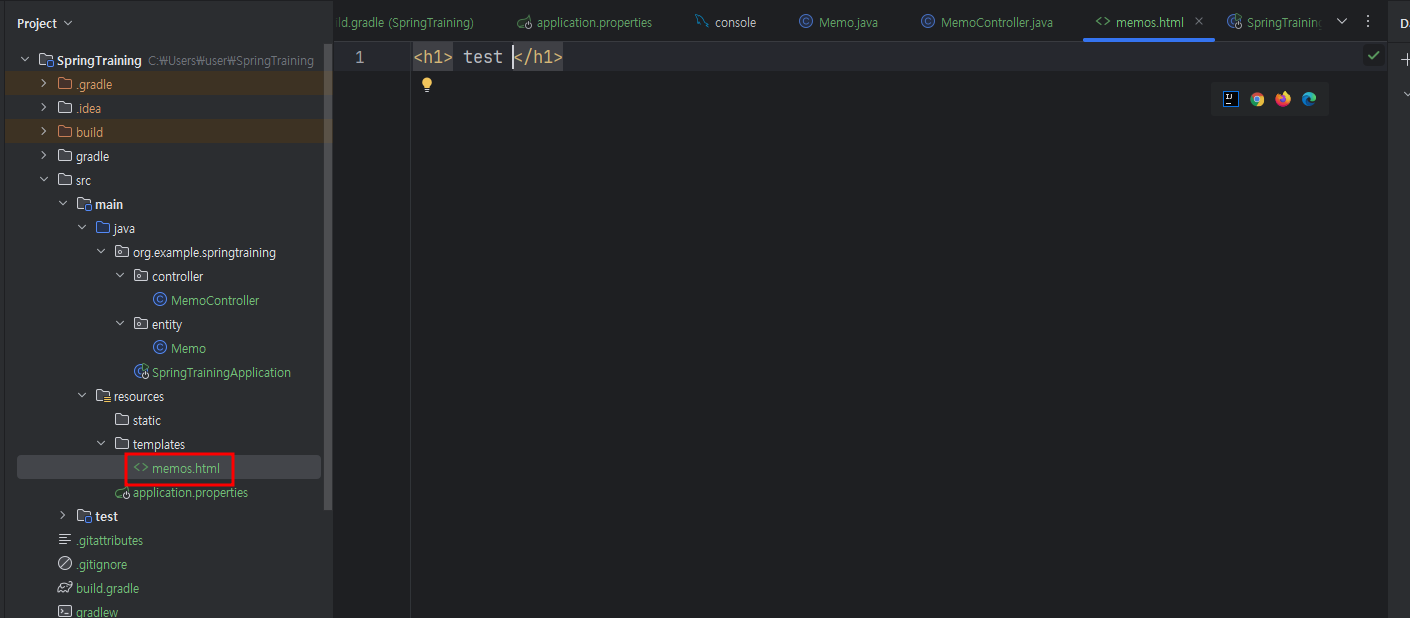 Project
ild.gradle (SpringTraining)
application.properties
console
Memo.java
MemoController.java
memos.html
SpringTraining
D
SpringTraining C:₩Users₩user₩SpringTraining
.gradle
.idea
build
gradle
src
main
java
org.example.springtraining
controller
MemoController
entity
Memo
SpringTrainingApplication
resources
static
templates
memos.html
application.properties
test
.gitattributes
.gitignore
build.gradle
gradlew
1 <h1> test </h1>